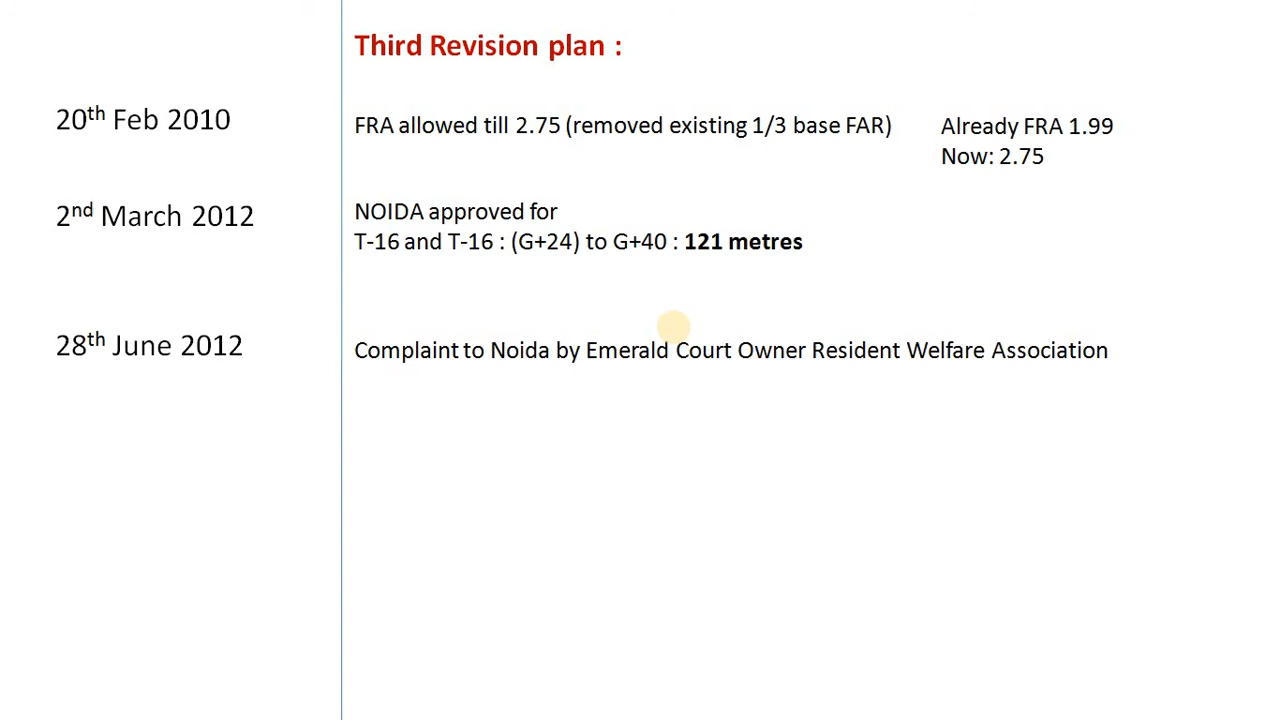 Third Revision plan :
20th Feb 2010
FRA allowed till 2.75 (removed existing 1/3 base FAR)
Already FRA 1.99
Now: 2.75
2nd March 2012
NOIDA approved for
T-16 and T-16 : (G+24) to G+40 : 121 metres
28th June 2012
Complaint to Noida by Emerald Court Owner Resident Welfare Association